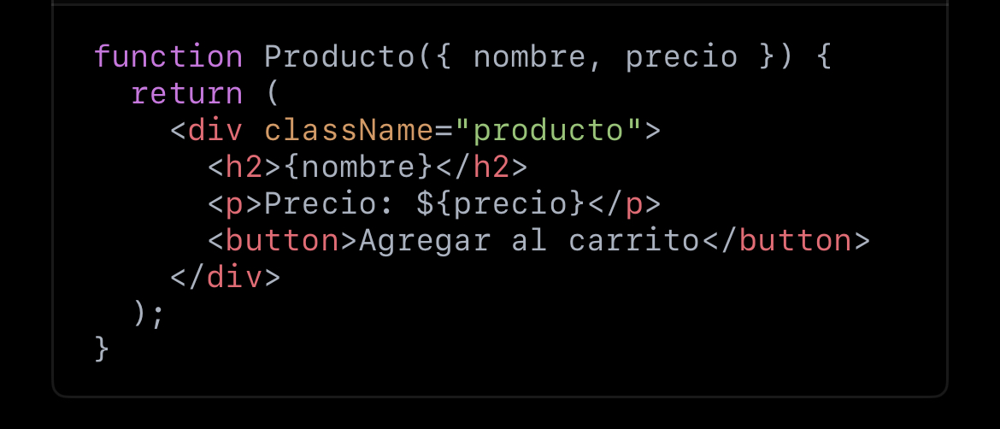 function Producto({ nombre, precio }) {
  return (
    <div className="producto">
      <h2>{nombre}</h2>
      <p>Precio: ${precio}</p>
      <button>Agregar al carrito</button>
    </div>
  );
}